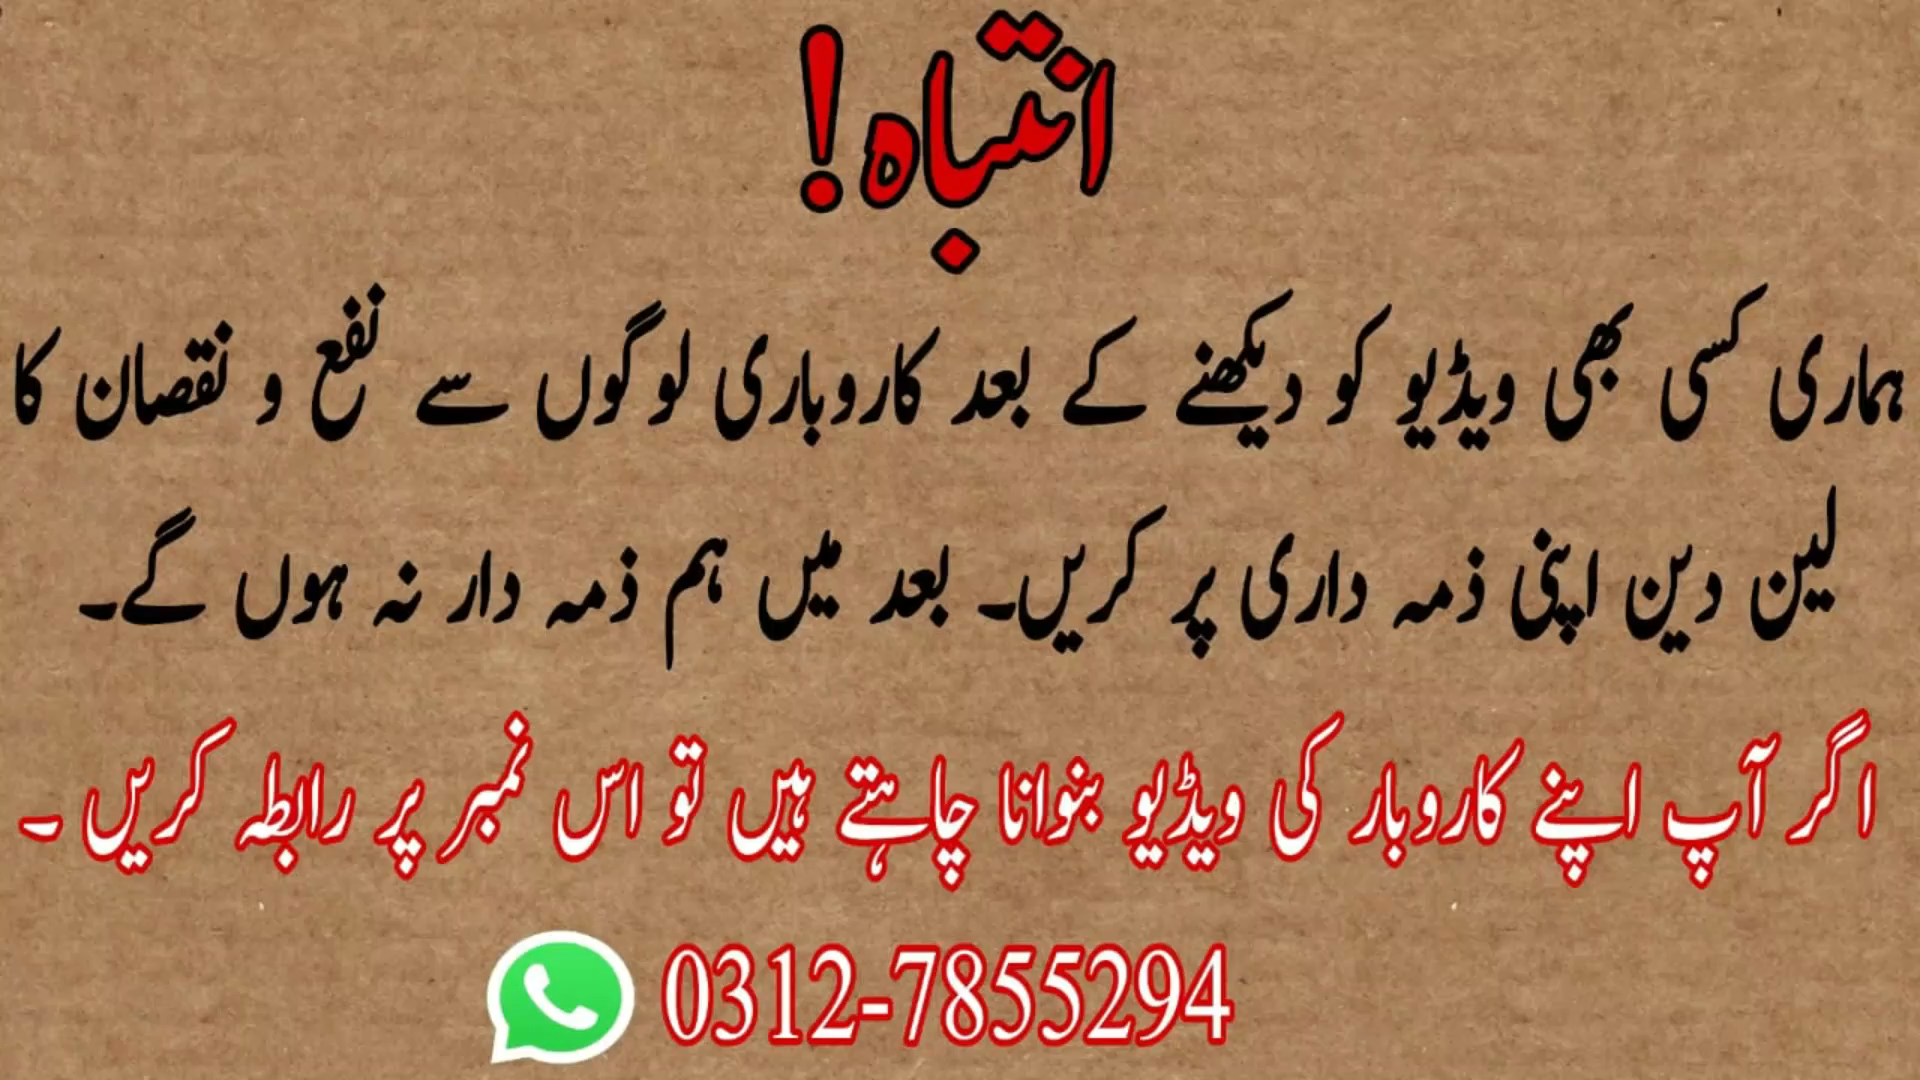 انتباہ!
ہماری کسی بھی ویڈیو کو دیکھنے کے بعد کاروباری لوگوں سے نفع و نقصان کا
لین دین اپنی ذمہ داری پر کریں۔ بعد میں ہم ذمہ دار نہ ہوں گے۔
اگر آپ اپنے کاروبار کی ویڈیو بنوانا چاہتے ہیں تو اس نمبر پر رابطہ کریں ۔
0312-7855294